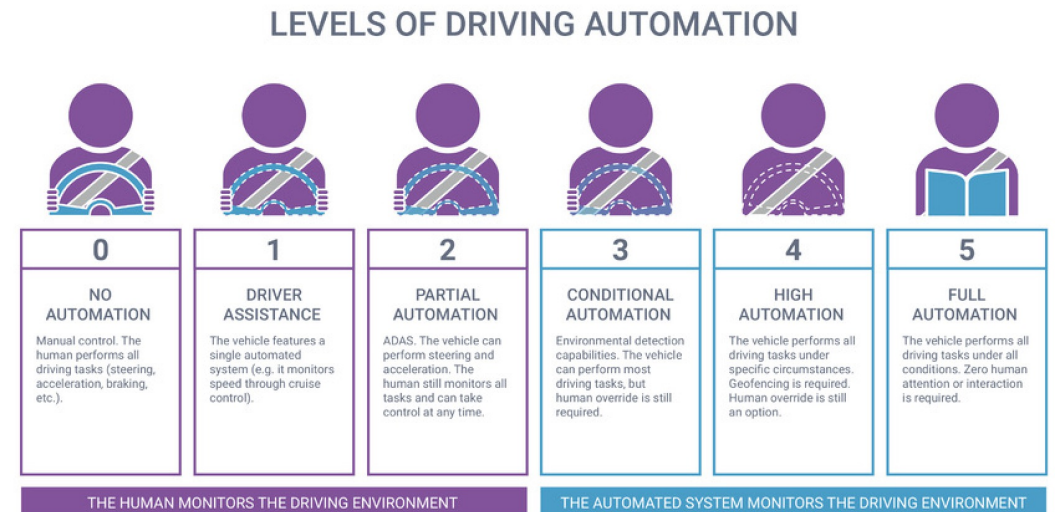 LEVELS OF DRIVING AUTOMATION
0
NO
AUTOMATION
Manual control. The
human performs all
driving tasks (steering,
acceleration, braking,
etc.).
1
DRIVER
ASSISTANCE
The vehicle features a
single automated
system (e.g. it monitors
speed through cruise
control).
2
PARTIAL
AUTOMATION
ADAS. The vehicle can
perform steering and
acceleration. The
human still monitors all
tasks and can take
control at any time.
3
CONDITIONAL
AUTOMATION
Environmental detection
capabilities. The vehicle
can perform most
driving tasks, but
human override is still
required.
4
HIGH
AUTOMATION
The vehicle performs all
driving tasks under
specific circumstances.
Geofencing is required.
Human override is still
an option.
5
FULL
AUTOMATION
The vehicle performs all
driving tasks under all
conditions. Zero human
attention or interaction
is required.
THE HUMAN MONITORS THE DRIVING ENVIRONMENT
THE AUTOMATED SYSTEM MONITORS THE DRIVING ENVIRONMENT